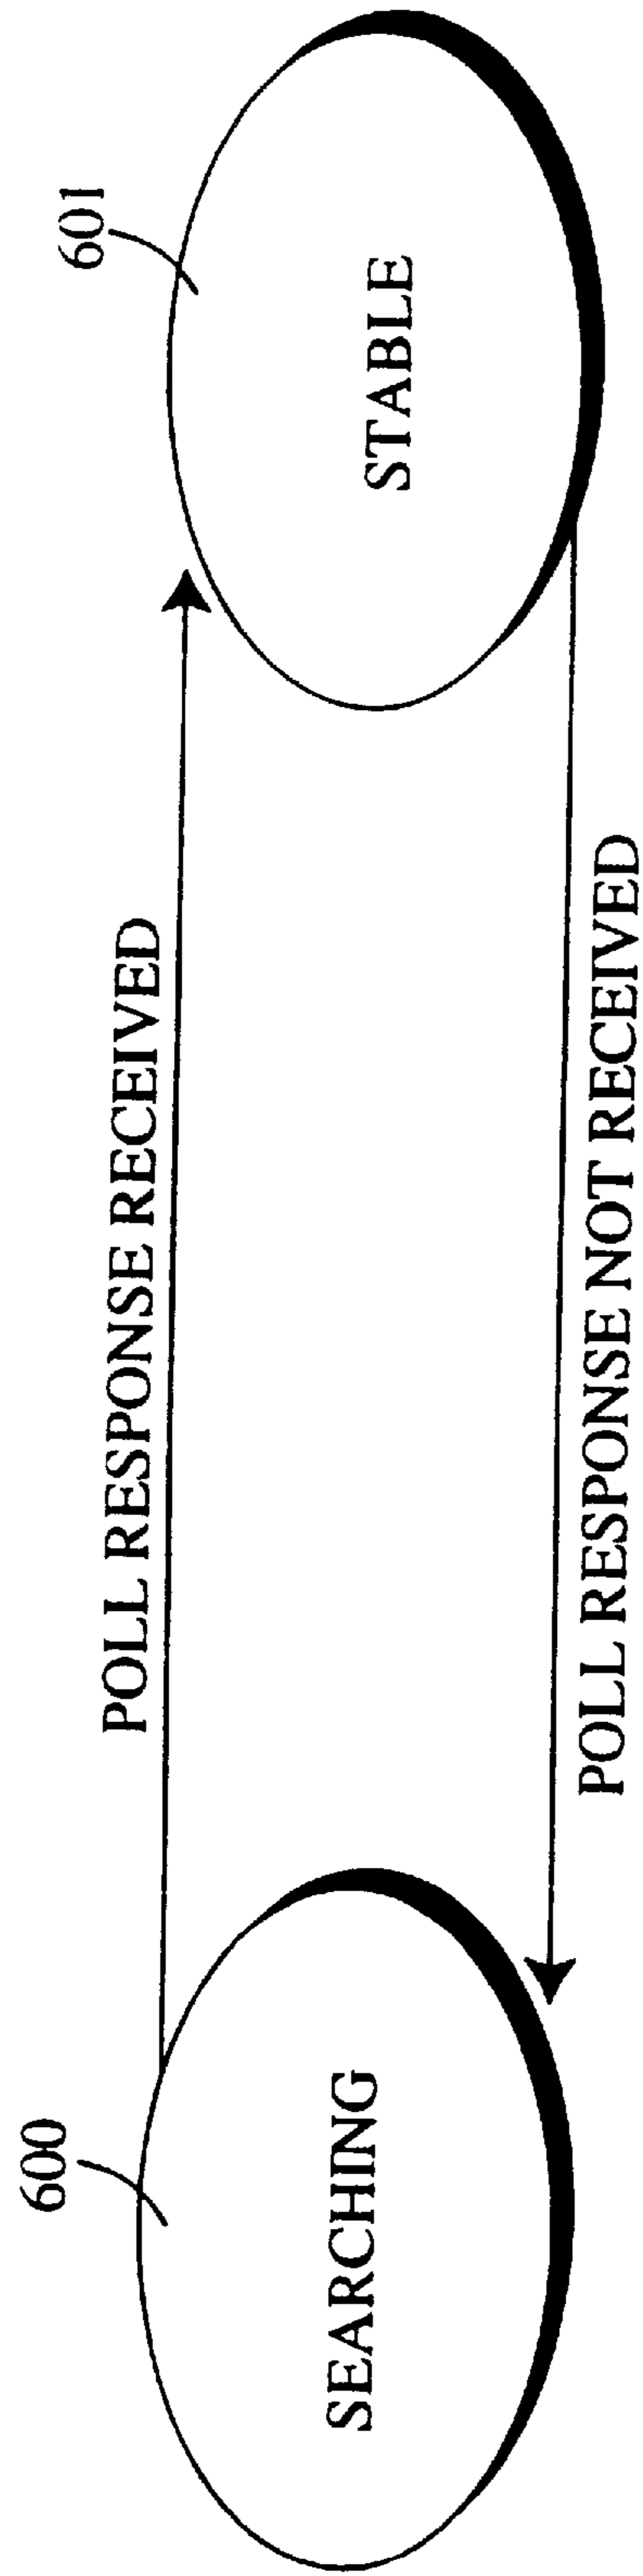 POLL RESPONSE RECEIVED
600
601
SEARCHING
STABLE
POLL RESPONSE NOT RECEIVED